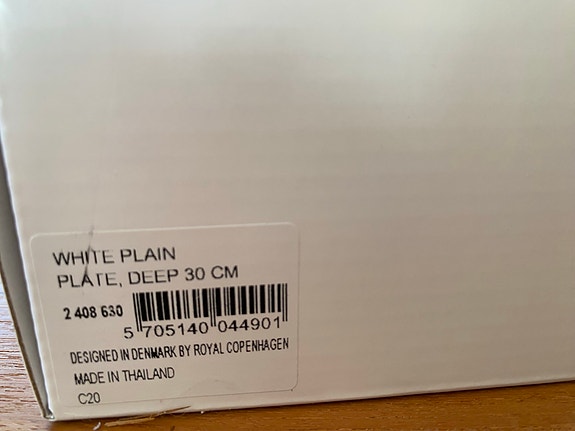 WHITE PLAIN
PLATE, DEEP 30 CM
2 408 630
5 705140 044901
DESIGNED IN DENMARK BY ROYAL COPENHAGEN
MADE IN THAILAND
C20